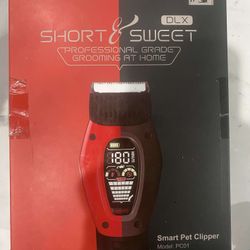 SHORT & SWEET
DLX
PROFESSIONAL GRADE
GROOMING AT HOME
180
Smart Pet Clipper
Model: PC01